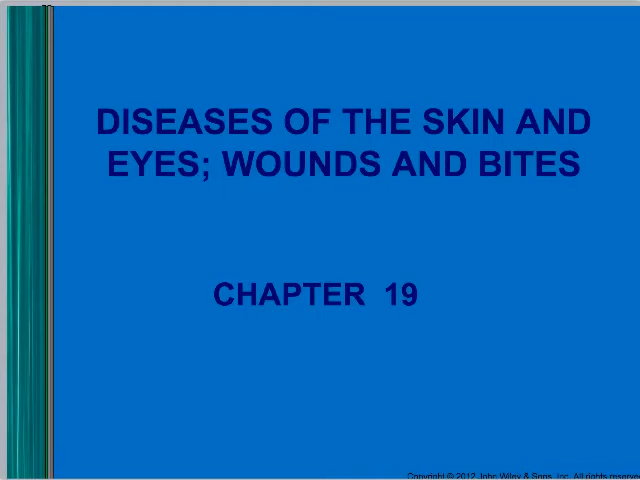 DISEASES OF THE SKIN AND
EYES; WOUNDS AND BITES
CHAPTER 19
Copyright © 2012 John Wiley & Sons, Inc. All rights reserve